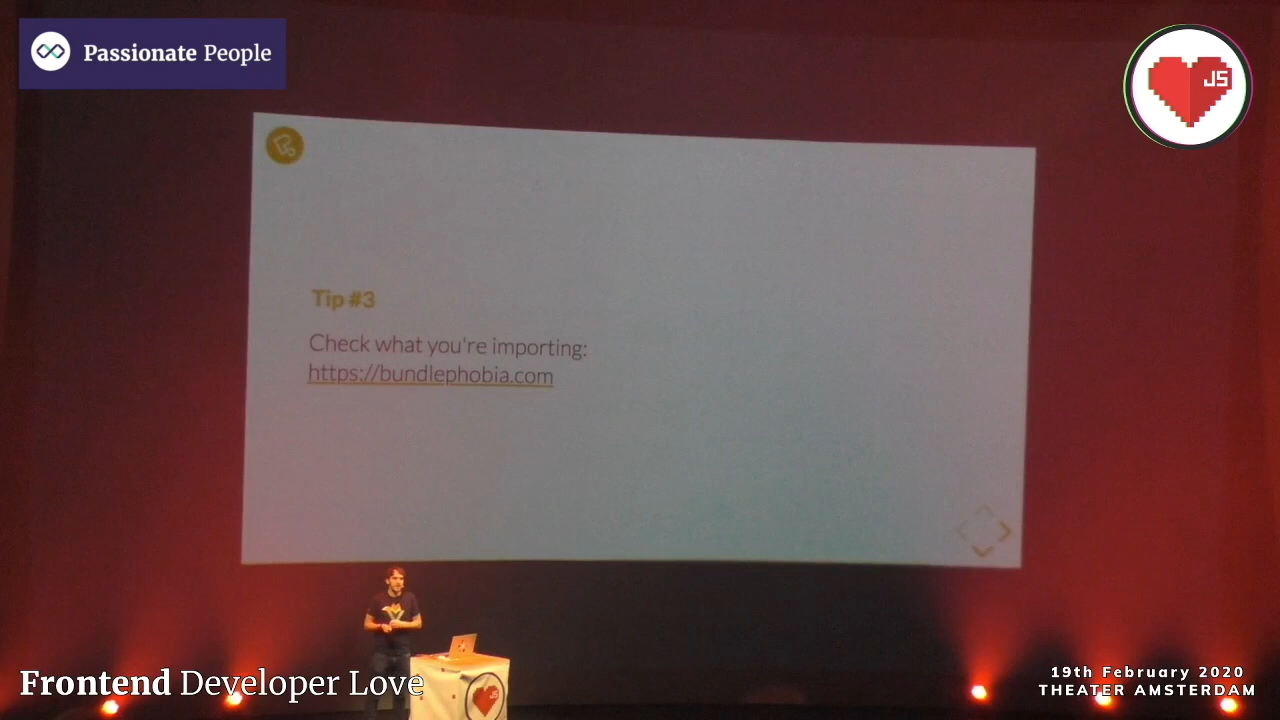 Passionate People
JS
Tip #3
Check what you're importing:
https://bundlephobia.com
JS
Frontend Developer Love
19th February 2020
THEATER AMSTERDAM